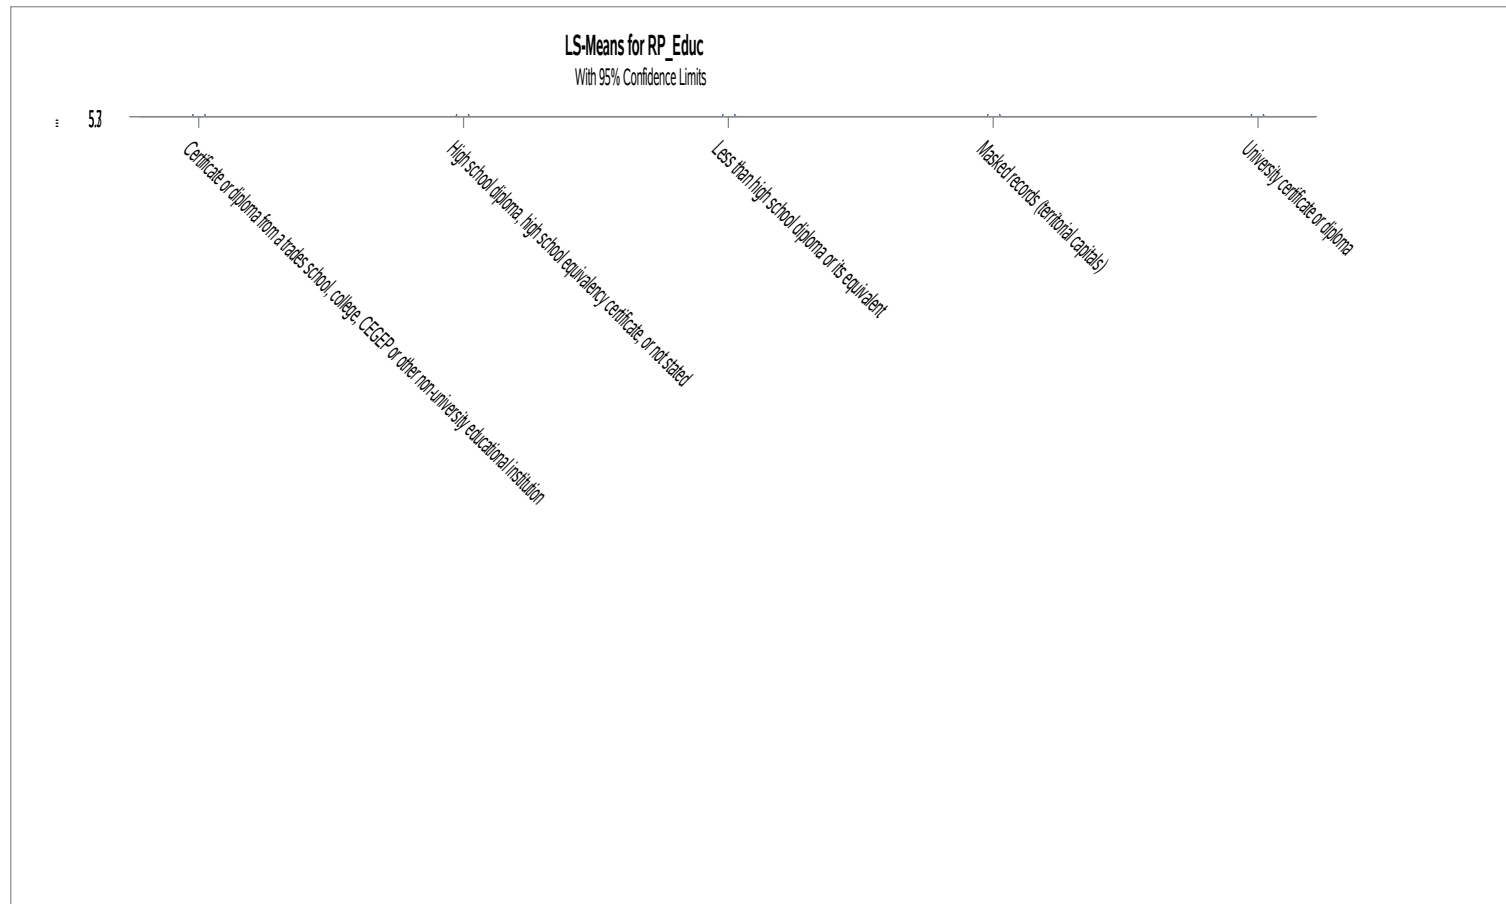 LS-Means for RP_Educ
With 95% Confidence Limits
5.3
Certificate or diploma from a trades school, college, CEGEP or other non-university educational institution
High school diploma, high school equivalency certificate, or not stated
Less than high school diploma or its equivalent
Masked records (territorial capitals)
University certificate or diploma